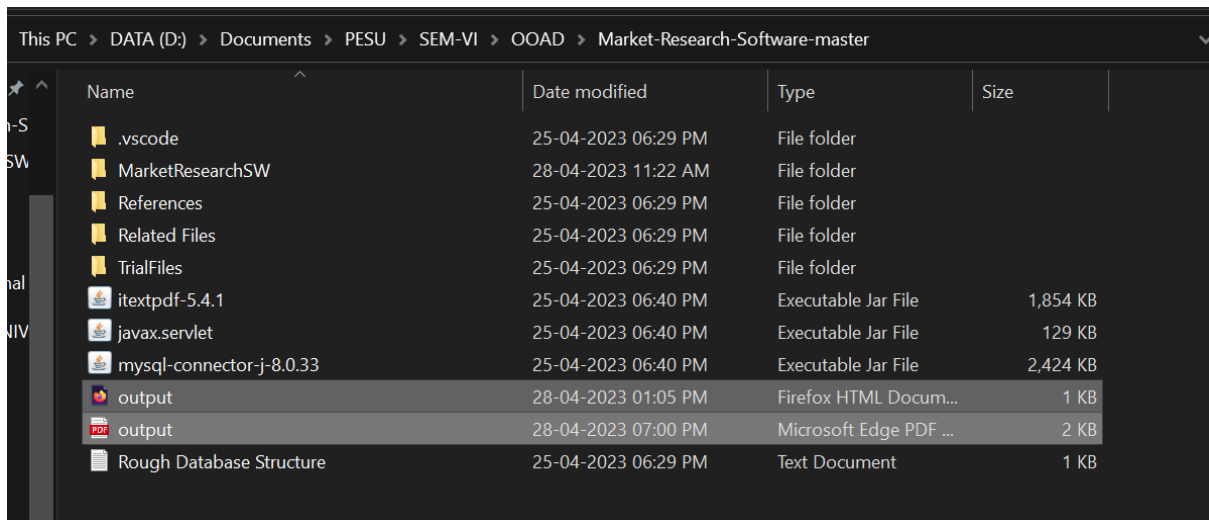 This PC > DATA (D:) > Documents > PESU > SEM-VI > OOAD > Market-Research-Software-master
Name Date modified Type Size
.vscode 25-04-2023 06:29 PM File folder
MarketResearchSW 28-04-2023 11:22 AM File folder
References 25-04-2023 06:29 PM File folder
Related Files 25-04-2023 06:29 PM File folder
TrialFiles 25-04-2023 06:29 PM File folder
itextpdf-5.4.1 25-04-2023 06:40 PM Executable Jar File 1,854 KB
javax.servlet 25-04-2023 06:40 PM Executable Jar File 129 KB
mysql-connector-j-8.0.33 25-04-2023 06:40 PM Executable Jar File 2,424 KB
output 28-04-2023 01:05 PM Firefox HTML Docum... 1 KB
PDF output 28-04-2023 07:00 PM Microsoft Edge PDF ... 2 KB
Rough Database Structure 25-04-2023 06:29 PM Text Document 1 KB